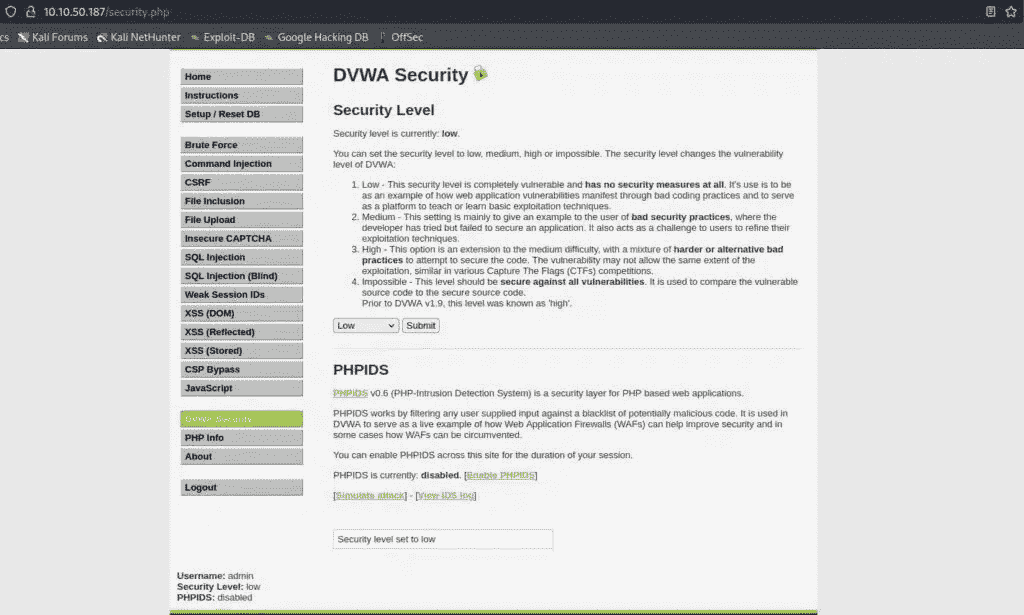 10.10.50.187/security.php
cs Kali Forums Kali NetHunter Exploit-DB Google Hacking DB OffSec
Home
Instructions
Setup / Reset DB
Brute Force
Command Injection
CSRF
File Inclusion
File Upload
Insecure CAPTCHA
SQL Injection
SQL Injection (Blind)
Weak Session IDs
XSS (DOM)
XSS (Reflected)
XSS (Stored)
CSP Bypass
JavaScript
DVWA Security
PHP Info
About
Logout
DVWA Security
Security Level
Security level is currently: low.
You can set the security level to low, medium, high or impossible. The security level changes the vulnerability
level of DVWA:
1. Low - This security level is completely vulnerable and has no security measures at all. It's use is to be
as an example of how web application vulnerabilities manifest through bad coding practices and to serve
as a platform to teach or learn basic exploitation techniques.
2. Medium - This setting is mainly to give an example to the user of bad security practices, where the
developer has tried but failed to secure an application. It also acts as a challenge to users to refine their
exploitation techniques.
3. High - This option is an extension to the medium difficulty, with a mixture of harder or alternative bad
practices to attempt to secure the code. The vulnerability may not allow the same extent of the
exploitation, similar in various Capture The Flags (CTFs) competitions.
4. Impossible - This level should be secure against all vulnerabilities. It is used to compare the vulnerable
source code to the secure source code.
Prior to DVWA v1.9, this level was known as 'high'.
Low Submit
PHPIDS
PHPIDS v0.6 (PHP-Intrusion Detection System) is a security layer for PHP based web applications.
PHPIDS works by filtering any user supplied input against a blacklist of potentially malicious code. It is used in
DVWA to serve as a live example of how Web Application Firewalls (WAFs) can help improve security and in
some cases how WAFs can be circumvented.
You can enable PHPIDS across this site for the duration of your session.
PHPIDS is currently: disabled. [Enable PHPIDS]
[Simulate attack] - [View IDS log]
Security level set to low
Username: admin
Security Level: low
PHPIDS: disabled